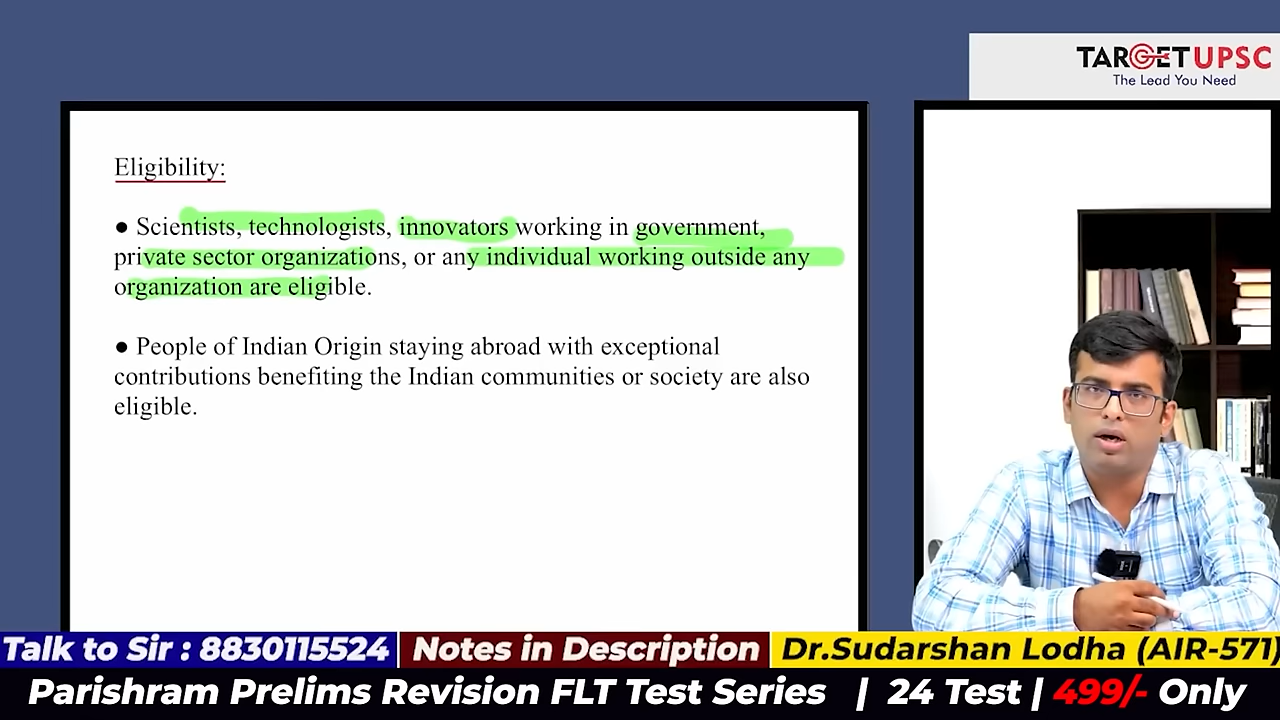 TARGETUPSC
The Lead You Need
Eligibility:
● Scientists, technologists, innovators working in government,
private sector organizations, or any individual working outside any
organization are eligible.
● People of Indian Origin staying abroad with exceptional
contributions benefiting the Indian communities or society are also
eligible.
Talk to Sir : 8830115524 Notes in Description Dr.Sudarshan Lodha (AIR-571)
Parishram Prelims Revision FLT Test Series | 24 Test | 499/- Only